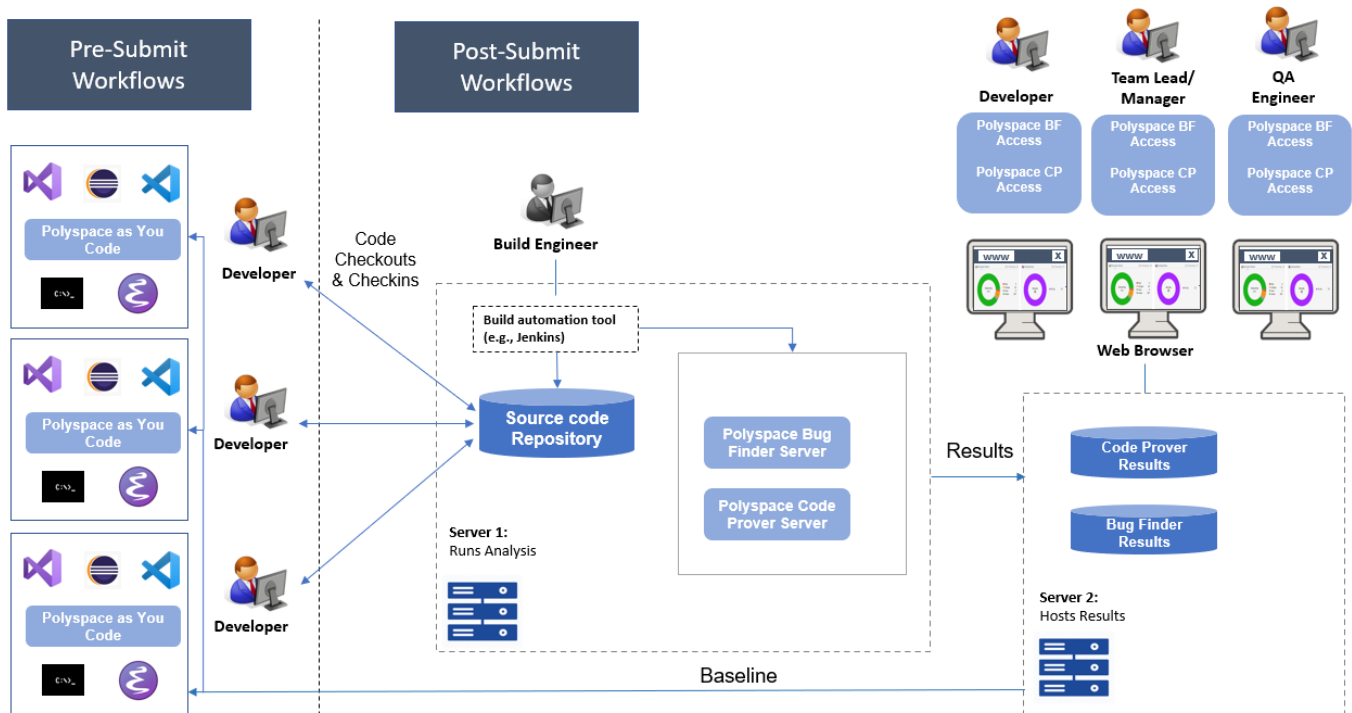 Pre-Submit
Workflows
Post-Submit
Workflows
Developer
Team Lead/
Manager
QA
Engineer
Polyspace BF
Access
Polyspace CP
Access
Polyspace BF
Access
Polyspace CP
Access
Polyspace BF
Access
Polyspace CP
Access
www X
www X
www X
Web Browser
Polyspace as You
Code
C:\>_
Developer
Polyspace as You
Code
C:\>_
Developer
Polyspace as You
Code
C:\>_
Developer
Code
Checkouts
& Checkins
Build Engineer
Build automation tool
(e.g., Jenkins)
Source code
Repository
Polyspace Bug
Finder Server
Polyspace Code
Prover Server
Server 1:
Runs Analysis
Results
Code Prover
Results
Bug Finder
Results
Server 2:
Hosts Results
Baseline